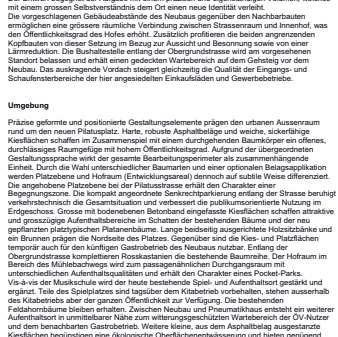 mit einem grossen Selbstverständnis dem Ort einen neue Identität verleiht.
Die vorgeschlagenen Gebäudeabstände des Neubaus gegenüber den Nachbarbauten
ermöglichen eine grössere räumliche Verbindung zwischen Strassenraum und Innenhof, was
den Öffentlichkeitsgrad des Hofes erhöht. Zusätzlich profitieren die beiden angrenzenden
Kopfbauten von dieser Setzung im Bezug zur Aussicht und Besonnung sowie von einer
Lärmreduktion. Die Bushaltestelle entlang der Obergrundstrasse wird am vorgesehenen
Standort belassen und erhält einen gedeckten Wartebereich auf dem Gehsteig vor dem
Neubau. Das auskragende Vordach steigert gleichzeitig die Qualität der Eingangs- und
Schaufensterbereiche der hier angesiedelten Einkaufsläden und Gewerbebetriebe.

Umgebung

Präzise geformte und positionierte Gestaltungselemente prägen den urbanen Aussenraum
rund um den neuen Pilatusplatz. Harte, robuste Asphaltbeläge und weiche, sickerfähige
Kiesflächen schaffen im Zusammenspiel mit einem durchgehenden Baumkörper ein offenes,
durchlässiges Raumgefüge mit hohem Öffentlichkeitsgrad. Aufgrund der übergeordneten
Gestaltungssprache wirkt der gesamte Bearbeitungsperimeter als zusammenhängende
Einheit. Durch die Wahl unterschiedlicher Baumarten und einer optionalen Belagsapplikation
werden Platzebene und Hofraum (Entwicklungsareal) dennoch auf subtile Weise differenziert.
Die angehobene Platzebene bei der Pilatusstrasse erhält den Charakter einer
Begegnungszone. Die kompakt angeordnete Senkrechtparkierung entlang der Strasse beruhigt
verkehrstechnisch die Gesamtsituation und verbessert die publikumsorientierte Nutzung im
Erdgeschoss. Grosse mit bodenebenen Betonband eingefasste Kiesflächen schaffen attraktive
und grosszügige Aufenthaltsbereiche im Schatten der bestehenden Bäume und der neu
gepflanzten platztypischen Platanenbäume. Lange beidseitig ausgerichtete Holzsitzbänke und
ein Brunnen prägen die Nordseite des Platzes. Gegenüber sind die Kies- und Platzflächen
temporär auch für den künftigen Gastrobetrieb des Neubaus nutzbar. Entlang der
Obergrundstrasse komplettieren Rosskastanien die bestehende Baumreihe. Der Hofraum im
Bereich des Mühlebachwegs wird zum passagenähnlichen Durchgangsraum mit
unterschiedlichen Aufenthaltsqualitäten und erhält den Charakter eines Pocket-Parks.
Vis-à-vis der Musikschule wird der heute bestehende Spiel- und Aufenthaltsort gestärkt und
ergänzt. Teile des Spielplatzes sind tagsüber dem Kitabetrieb vorbehalten, stehen ausserhalb
des Kitabetriebs aber der ganzen Öffentlichkeit zur Verfügung. Die bestehenden
Feldahornbäume bleiben erhalten. Zwischen Neubau und Pneumatikhaus entsteht ein weiterer
Aufenthaltsort in unmittelbarer Nähe zum witterungsgeschützten Wartebereich der ÖV-Nutzer
und dem benachbarten Gastrobetrieb. Weitere kleine, aus dem Asphaltbelag ausgestanzte
Kiesflächen begünstigen eine ökologische Oberflächenentwässerung und bieten genügend